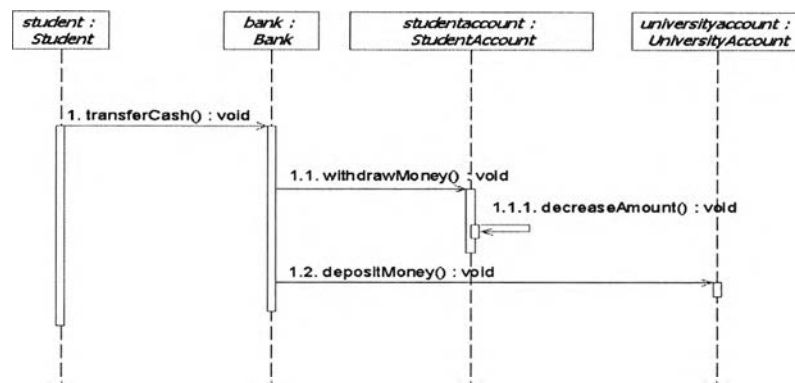 student :
Student
bank :
Bank
studentaccount :
StudentAccount
universityaccount :
UniversityAccount
1. transferCash() : void
1.1. withdrawMoney() : void
1.1.1. decreaseAmount() : void
1.2. depositMoney() : void